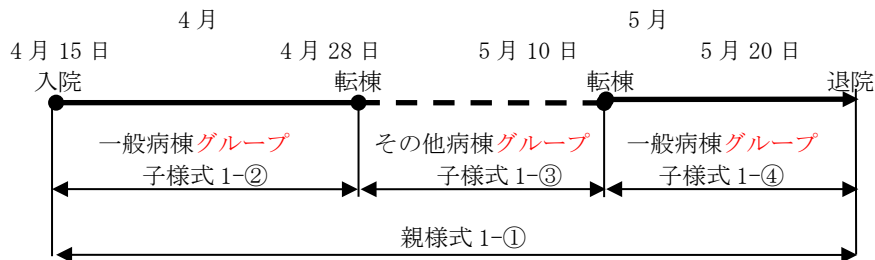 4月 5月
4月15日 4月28日 5月10日 5月20日
入院 転棟 転棟 退院
一般病棟グループ その他病棟グループ 一般病棟グループ
子様式1-② 子様式1-③ 子様式1-④
親様式1-①